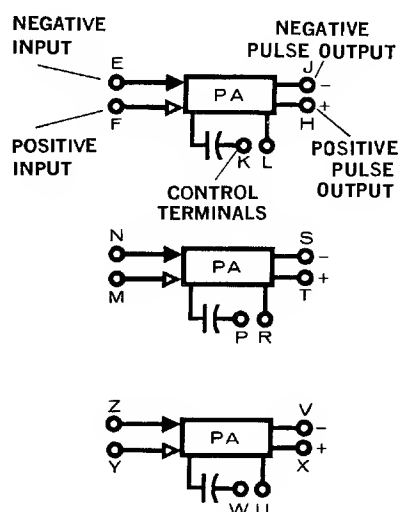 NEGATIVE
INPUT
NEGATIVE
PULSE OUTPUT
E
J
PA
-
+
F
H
POSITIVE
INPUT
K
L
POSITIVE
PULSE
OUTPUT
CONTROL
TERMINALS
N
S
PA
-
+
M
T
P
R
Z
V
PA
-
+
Y
X
W
U